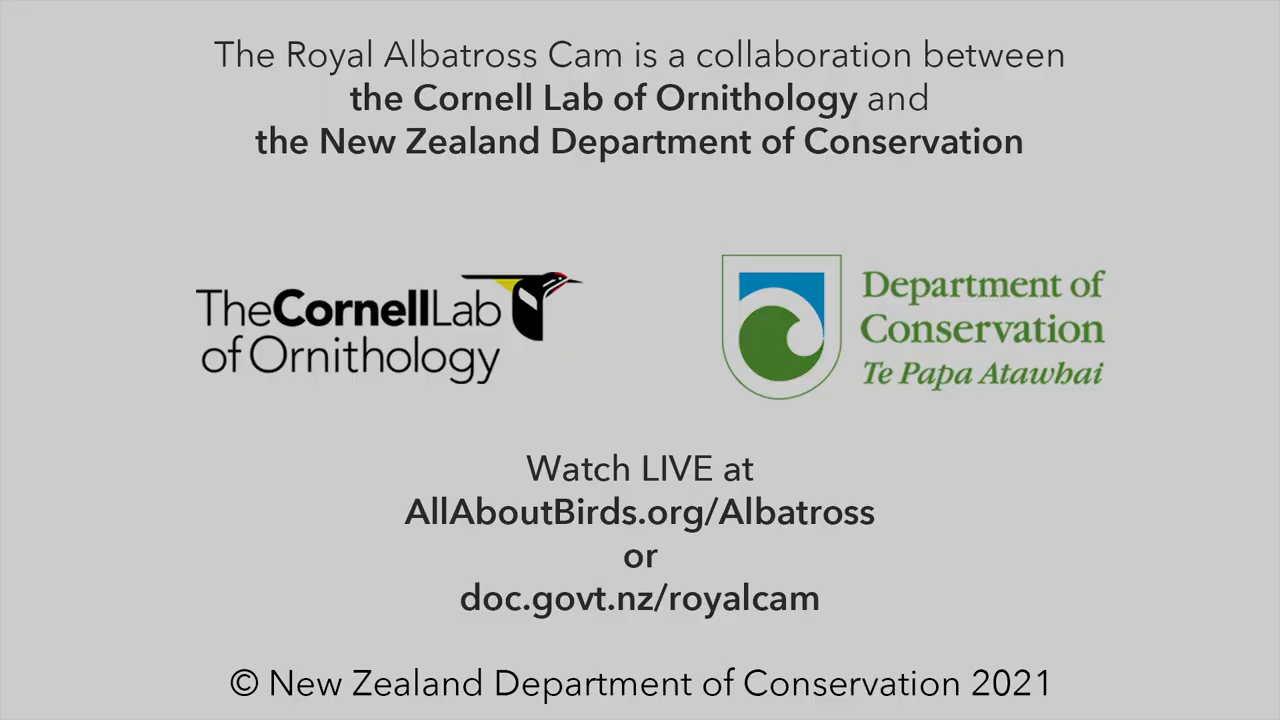 The Royal Albatross Cam is a collaboration between
the Cornell Lab of Ornithology and
the New Zealand Department of Conservation
TheCornellLab
of Ornithology
Department of
Conservation
Te Papa Atawhai
Watch LIVE at
AllAboutBirds.org/Albatross
or
doc.govt.nz/royalcam
© New Zealand Department of Conservation 2021